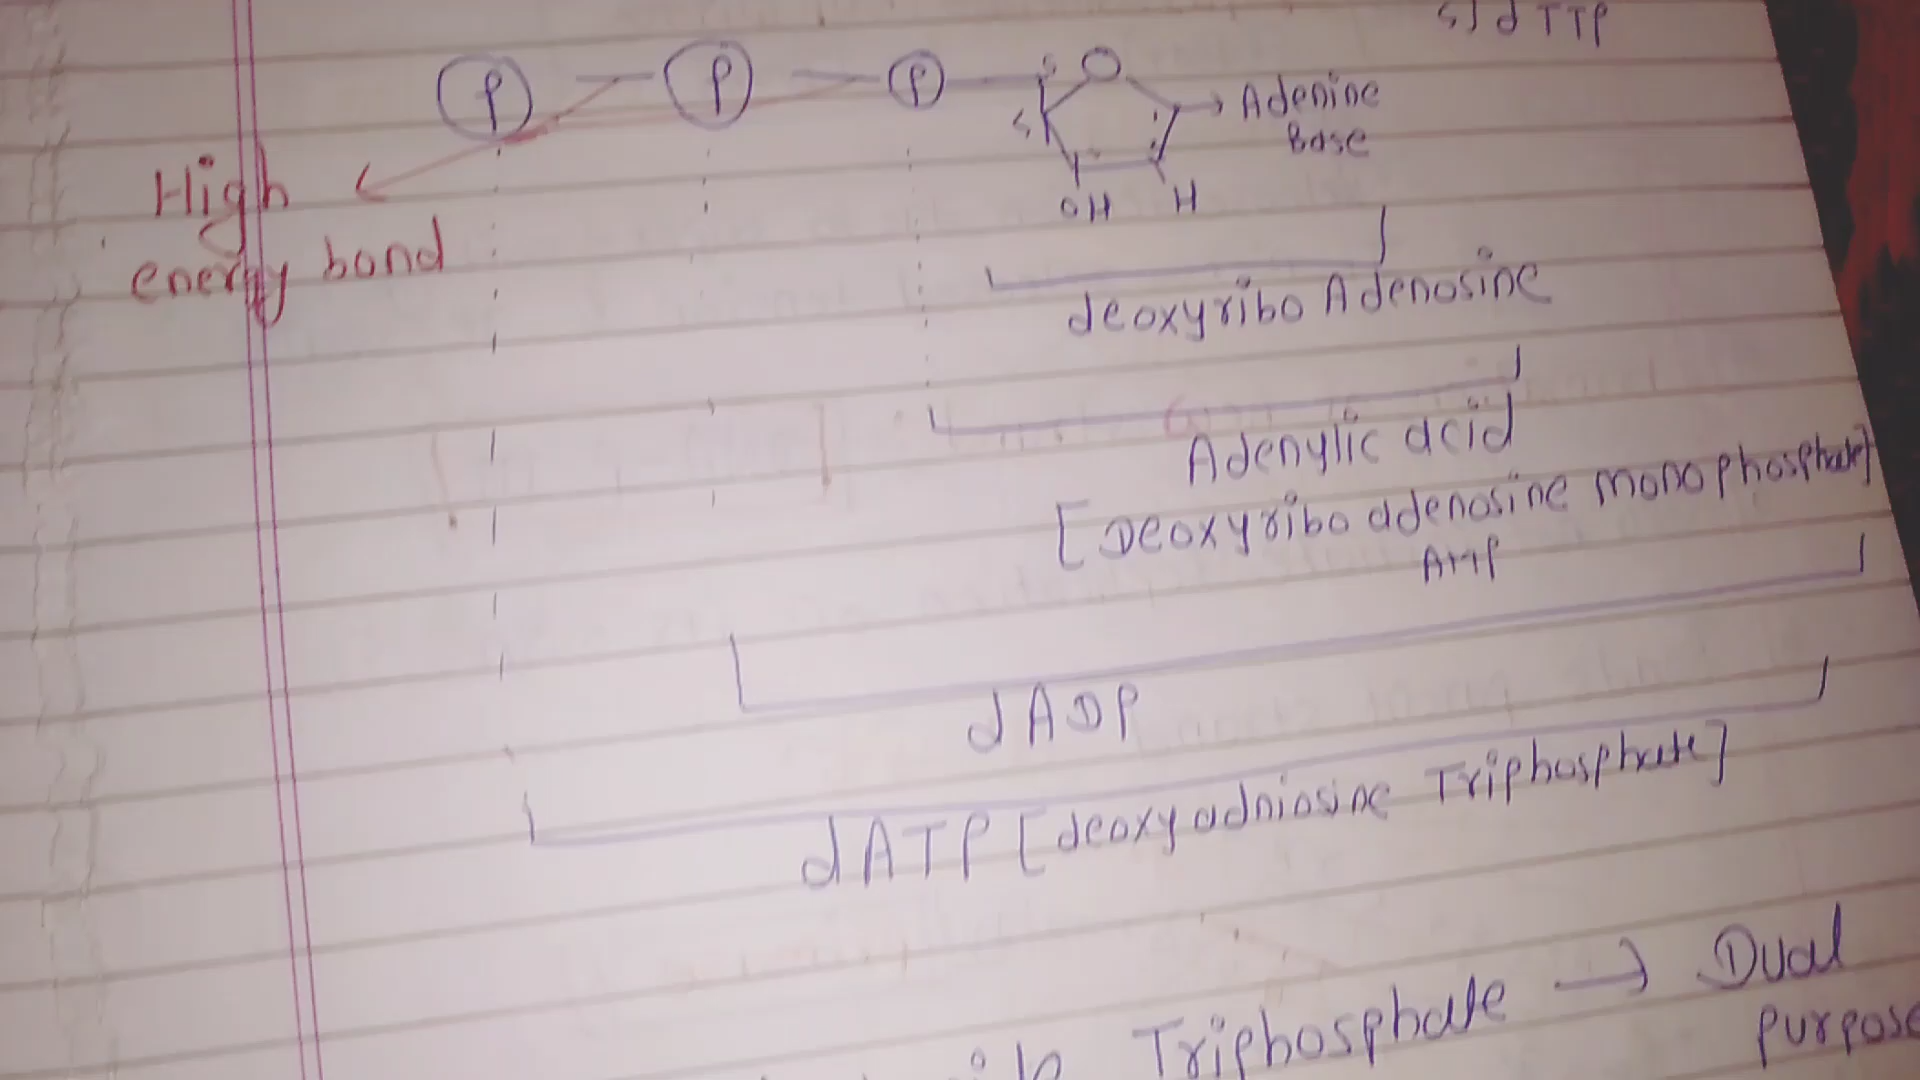 5) d TTP
P P P O → Adenine
Base
High
OH H
energy bond
deoxyribo Adenosine
Adenylic acid
[Deoxyribo adenosine monophosphate]
AMP
dADP
dATP [deoxyadniosine Triphosphate]
Triphosphate → Dual
purpose